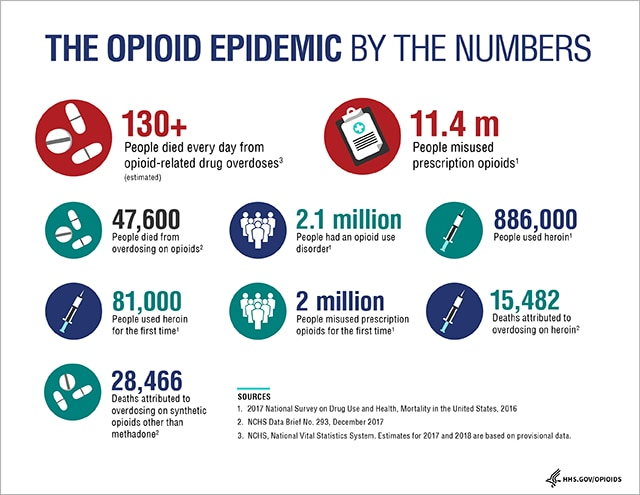 THE OPIOID EPIDEMIC BY THE NUMBERS
130+
People died every day from
opioid-related drug overdoses³
(estimated)
11.4 m
People misused
prescription opioids¹
47,600
People died from
overdosing on opioids²
2.1 million
People had an opioid use
disorder¹
886,000
People used heroin¹
81,000
People used heroin
for the first time¹
2 million
People misused prescription
opioids for the first time¹
15,482
Deaths attributed to
overdosing on heroin²
28,466
Deaths attributed to
overdosing on synthetic
opioids other than
methadone²
SOURCES
1. 2017 National Survey on Drug Use and Health, Mortality in the United States, 2016
2. NCHS Data Brief No. 293, December 2017
3. NCHS, National Vital Statistics System. Estimates for 2017 and 2018 are based on provisional data.
HHS.GOV/OPIOIDS